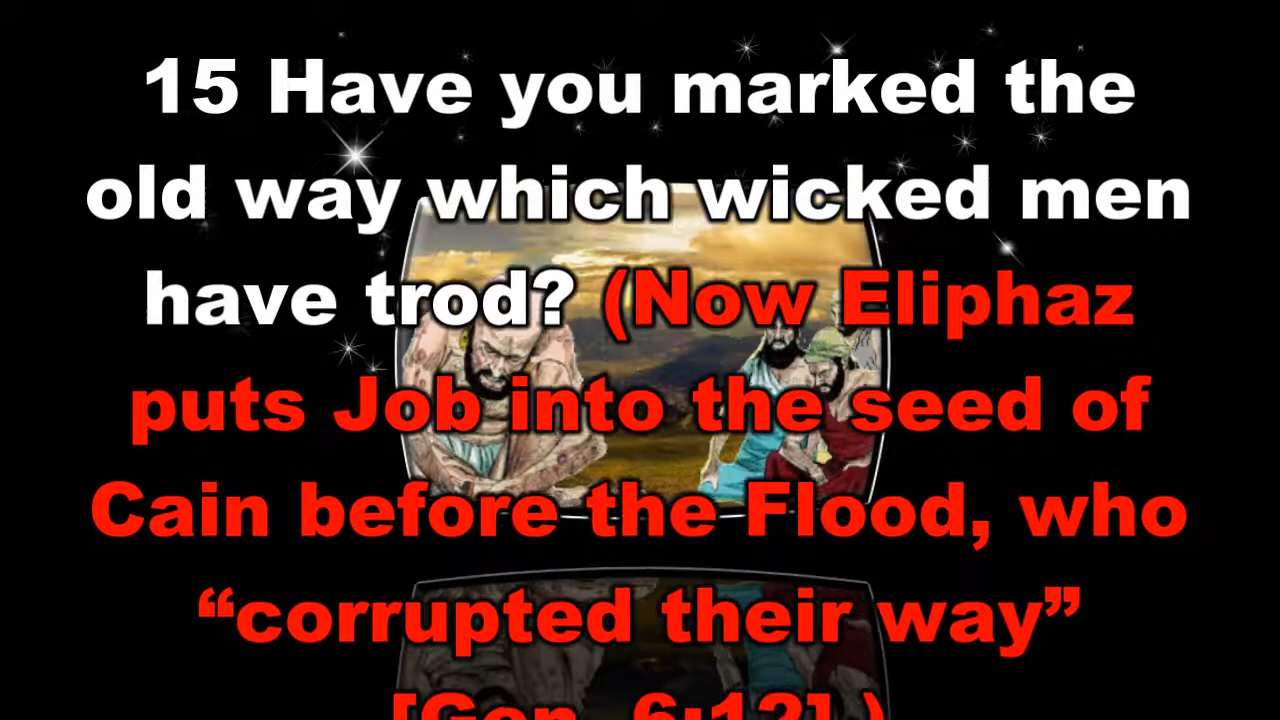 15 Have you marked the
old way which wicked men
have trod? (Now Eliphaz
puts Job into the seed of
Cain before the Flood, who
“corrupted their way”
[Gen. 6:12].)